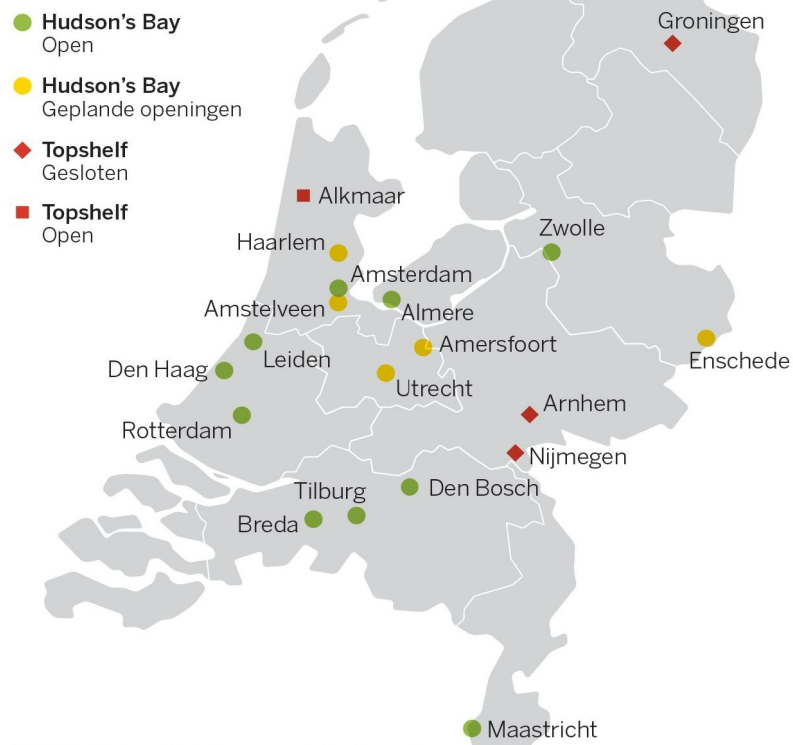 Hudson's Bay
Open
Hudson's Bay
Geplande openingen
Topshelf
Gesloten
Topshelf
Open
Groningen
Alkmaar
Zwolle
Haarlem
Amsterdam
Amstelveen
Almere
Amersfoort
Leiden
Enschede
Den Haag
Utrecht
Arnhem
Rotterdam
Nijmegen
Den Bosch
Tilburg
Breda
Maastricht